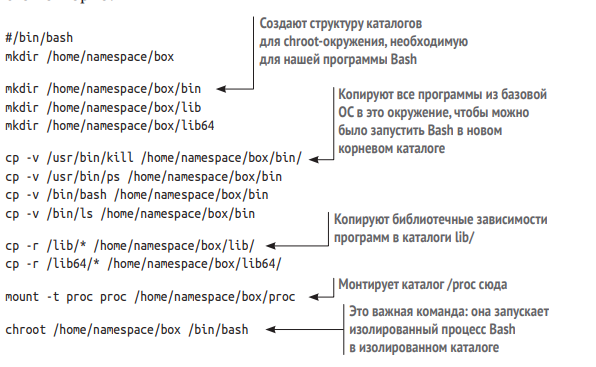 #/bin/bash
mkdir /home/namespace/box
Создают структуру каталогов
для chroot-окружения, необходимую
для нашей программы Bash
mkdir /home/namespace/box/bin
mkdir /home/namespace/box/lib
mkdir /home/namespace/box/lib64
Копируют все программы из базовой
ОС в это окружение, чтобы можно
было запустить Bash в новом
корневом каталоге
cp -v /usr/bin/kill /home/namespace/box/bin/
cp -v /usr/bin/ps /home/namespace/box/bin
cp -v /bin/bash /home/namespace/box/bin
cp -v /bin/ls /home/namespace/box/bin
Копируют библиотечные зависимости
программ в каталоги lib/
cp -r /lib/* /home/namespace/box/lib/
cp -r /lib64/* /home/namespace/box/lib64/
Монтирует каталог /proc сюда
mount -t proc proc /home/namespace/box/proc
Это важная команда: она запускает
изолированный процесс Bash
в изолированном каталоге
chroot /home/namespace/box /bin/bash